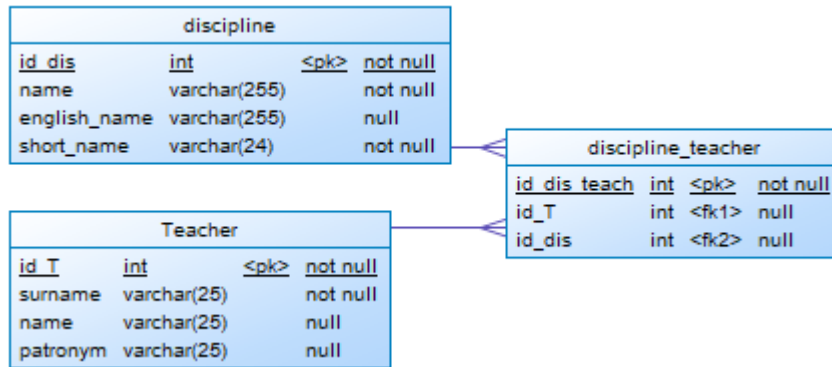 discipline
id_dis int <pk> not null
name varchar(255) not null
english_name varchar(255) null
short_name varchar(24) not null
discipline_teacher
id_dis_teach int <pk> not null
id_T int <fk1> null
id_dis int <fk2> null
Teacher
id_T int <pk> not null
surname varchar(25) not null
name varchar(25) null
patronym varchar(25) null